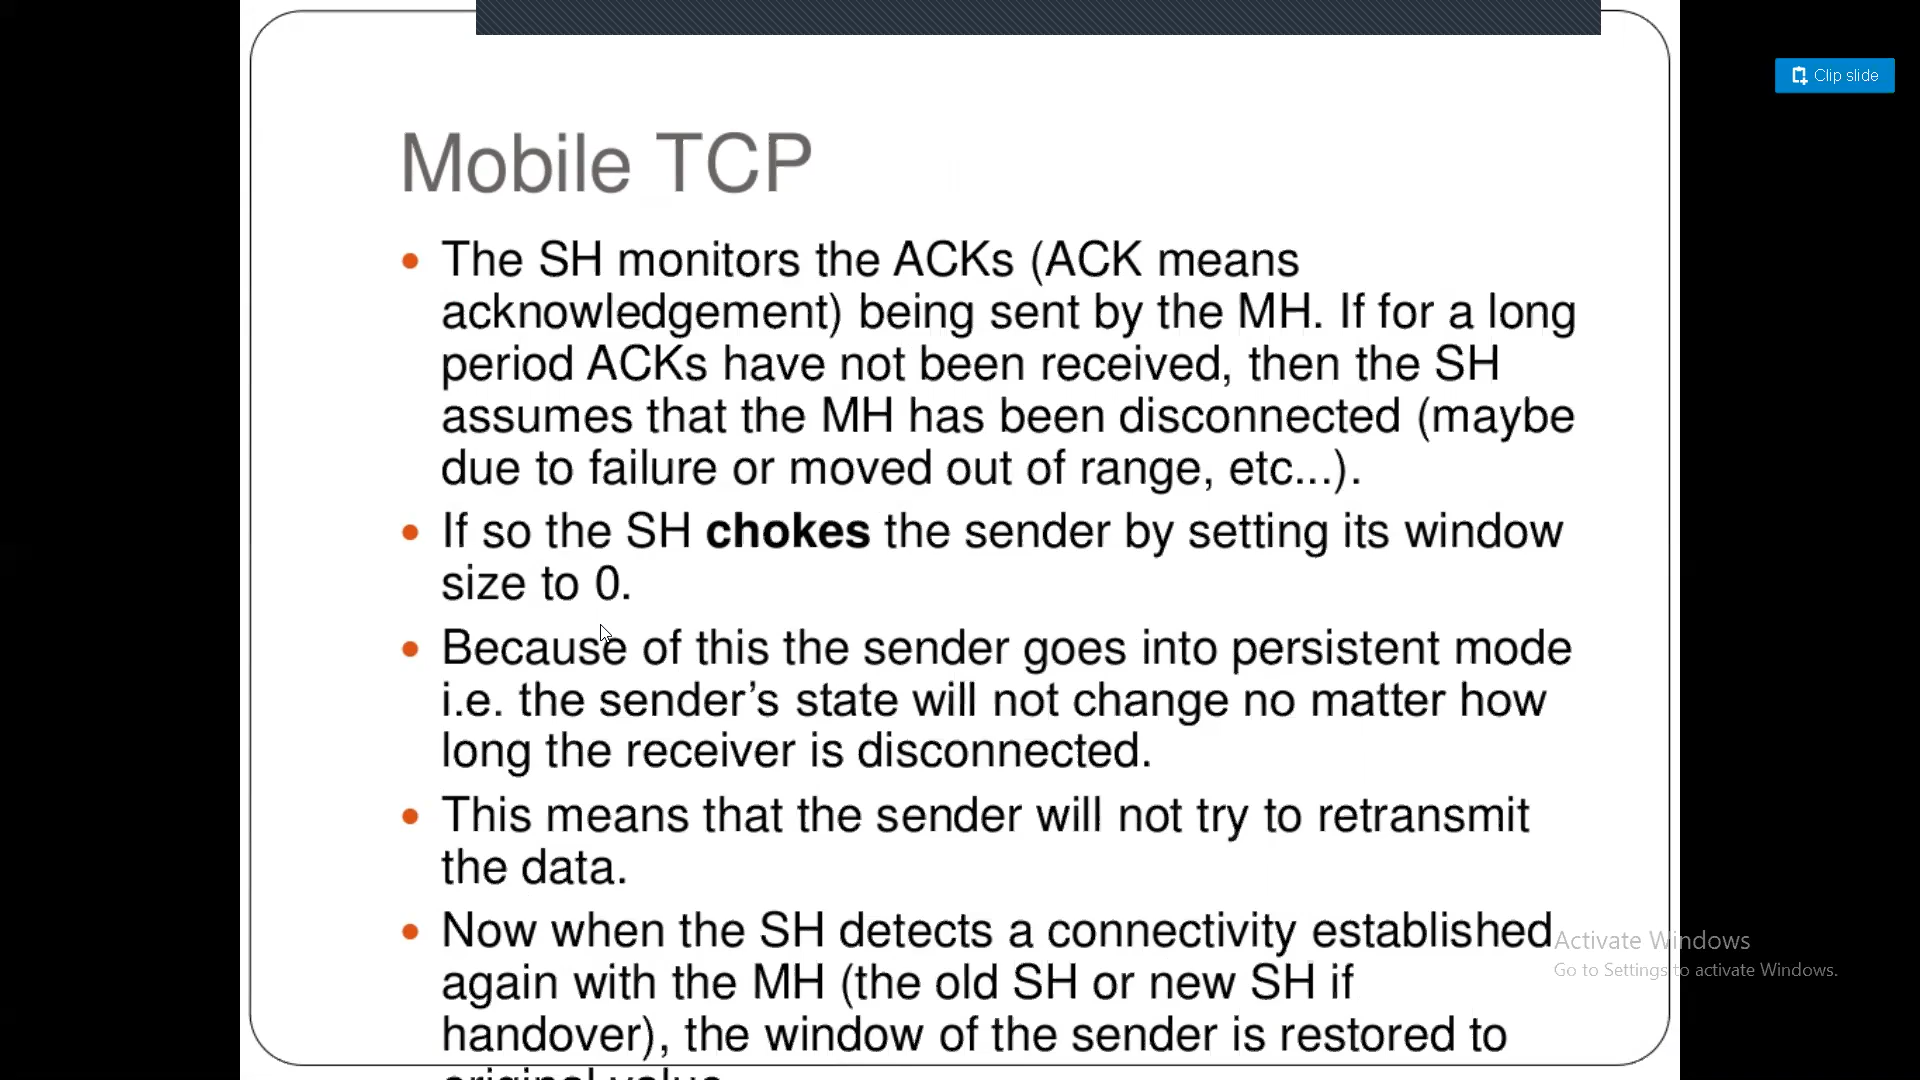 Clip slide
Mobile TCP
• The SH monitors the ACKs (ACK means
acknowledgement) being sent by the MH. If for a long
period ACKs have not been received, then the SH
assumes that the MH has been disconnected (maybe
due to failure or moved out of range, etc...).
• If so the SH chokes the sender by setting its window
size to 0.
• Because of this the sender goes into persistent mode
i.e. the sender’s state will not change no matter how
long the receiver is disconnected.
• This means that the sender will not try to retransmit
the data.
• Now when the SH detects a connectivity established
again with the MH (the old SH or new SH if
handover), the window of the sender is restored to
original value
Activate Windows
Go to Settings to activate Windows.